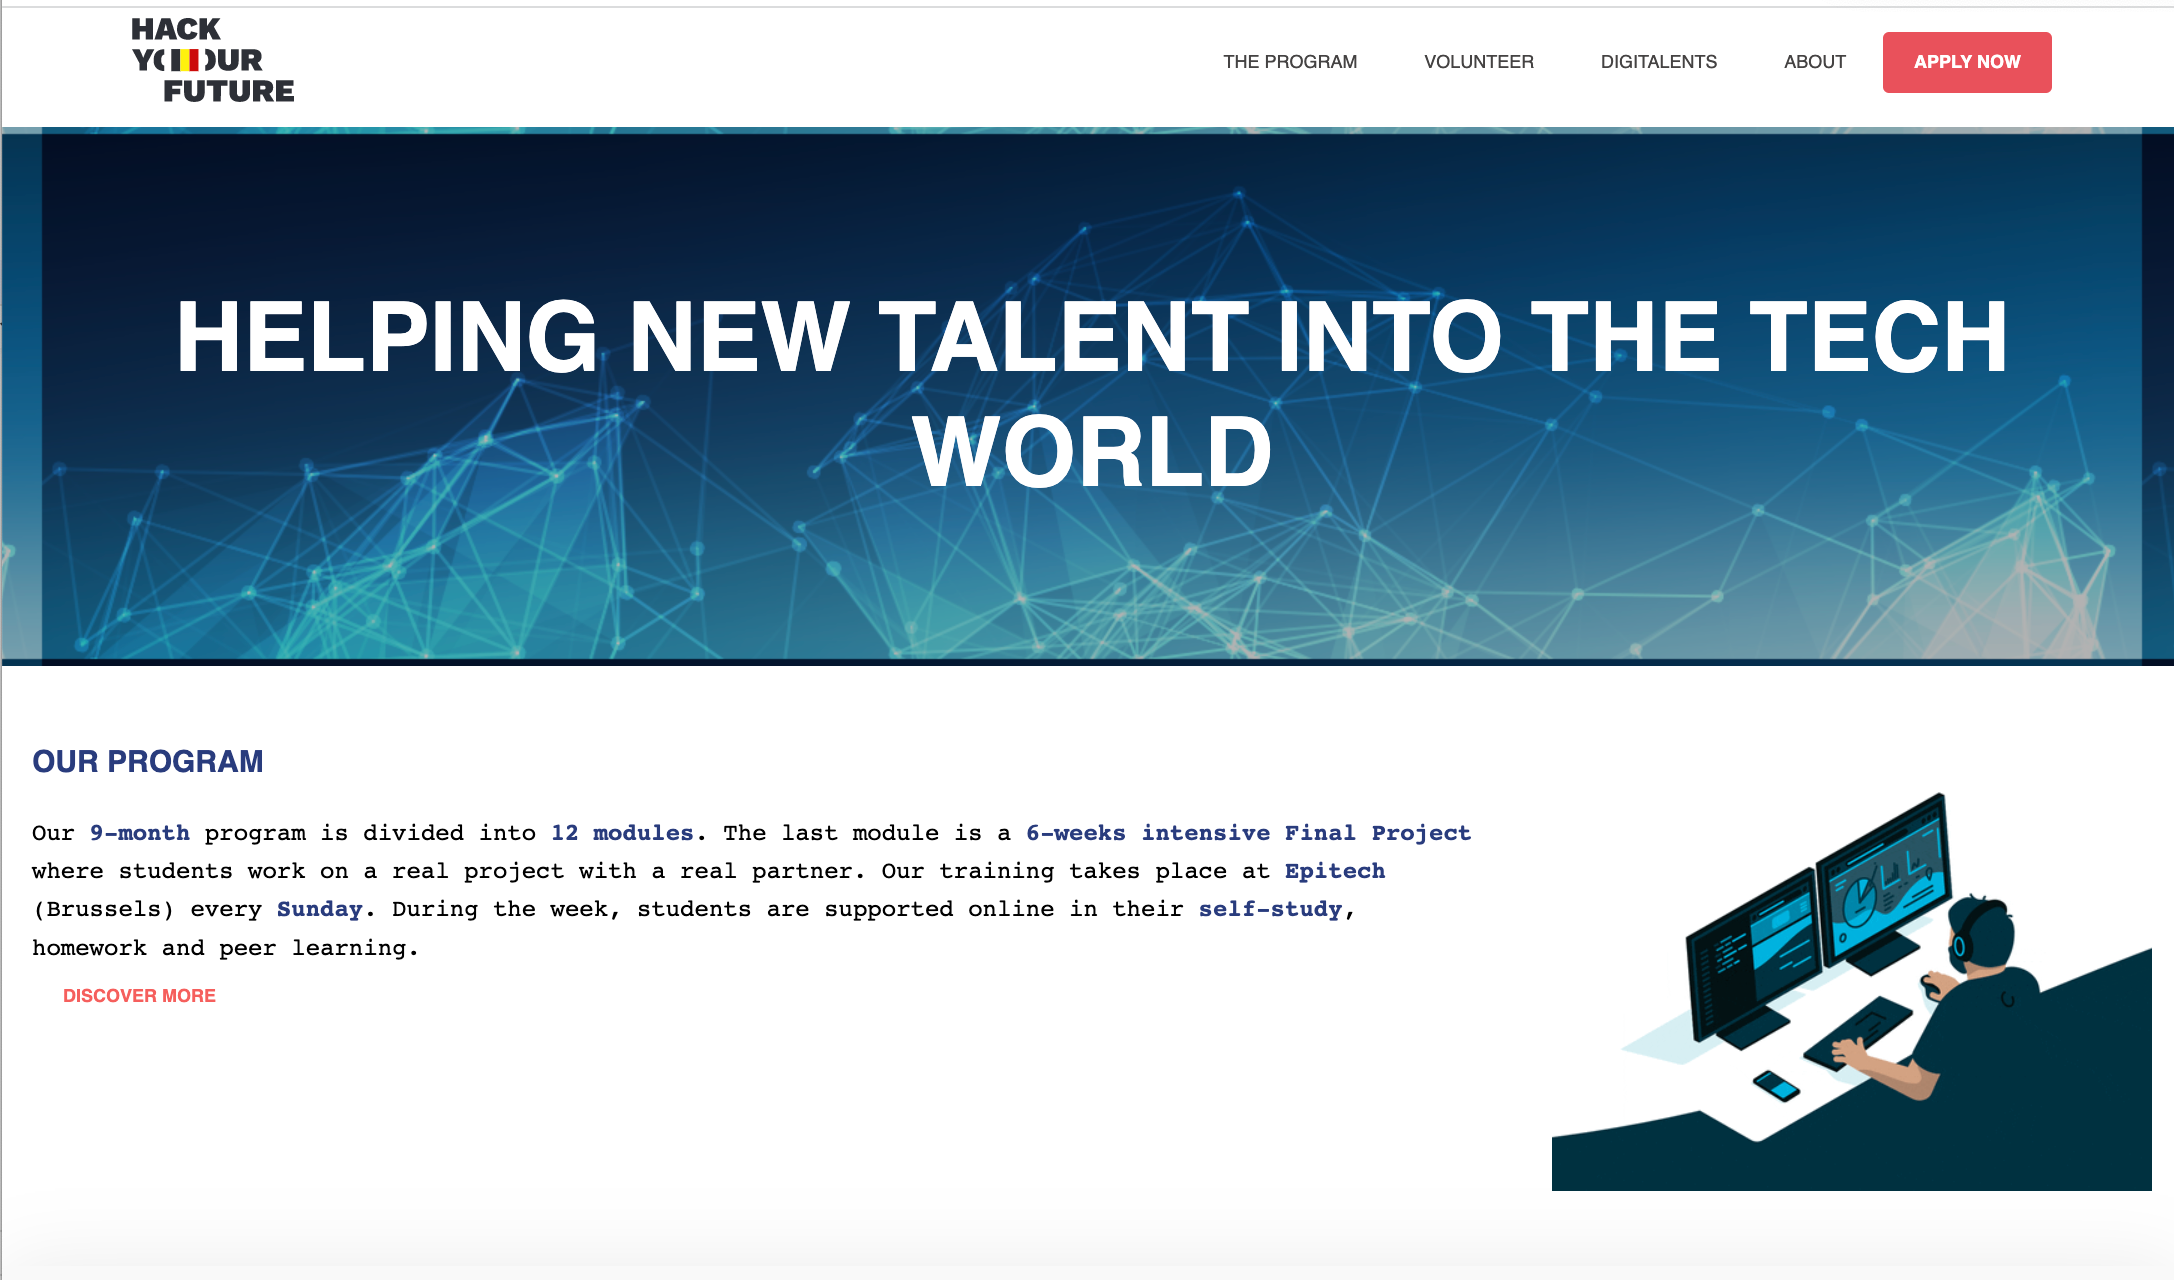 HACK
YOUR
FUTURE
THE PROGRAM
VOLUNTEER
DIGITALENTS
ABOUT
APPLY NOW
HELPING NEW TALENT INTO THE TECH
WORLD
OUR PROGRAM
Our 9-month program is divided into 12 modules. The last module is a 6-weeks intensive Final Project
where students work on a real project with a real partner. Our training takes place at Epitech
(Brussels) every Sunday. During the week, students are supported online in their self-study,
homework and peer learning.
DISCOVER MORE